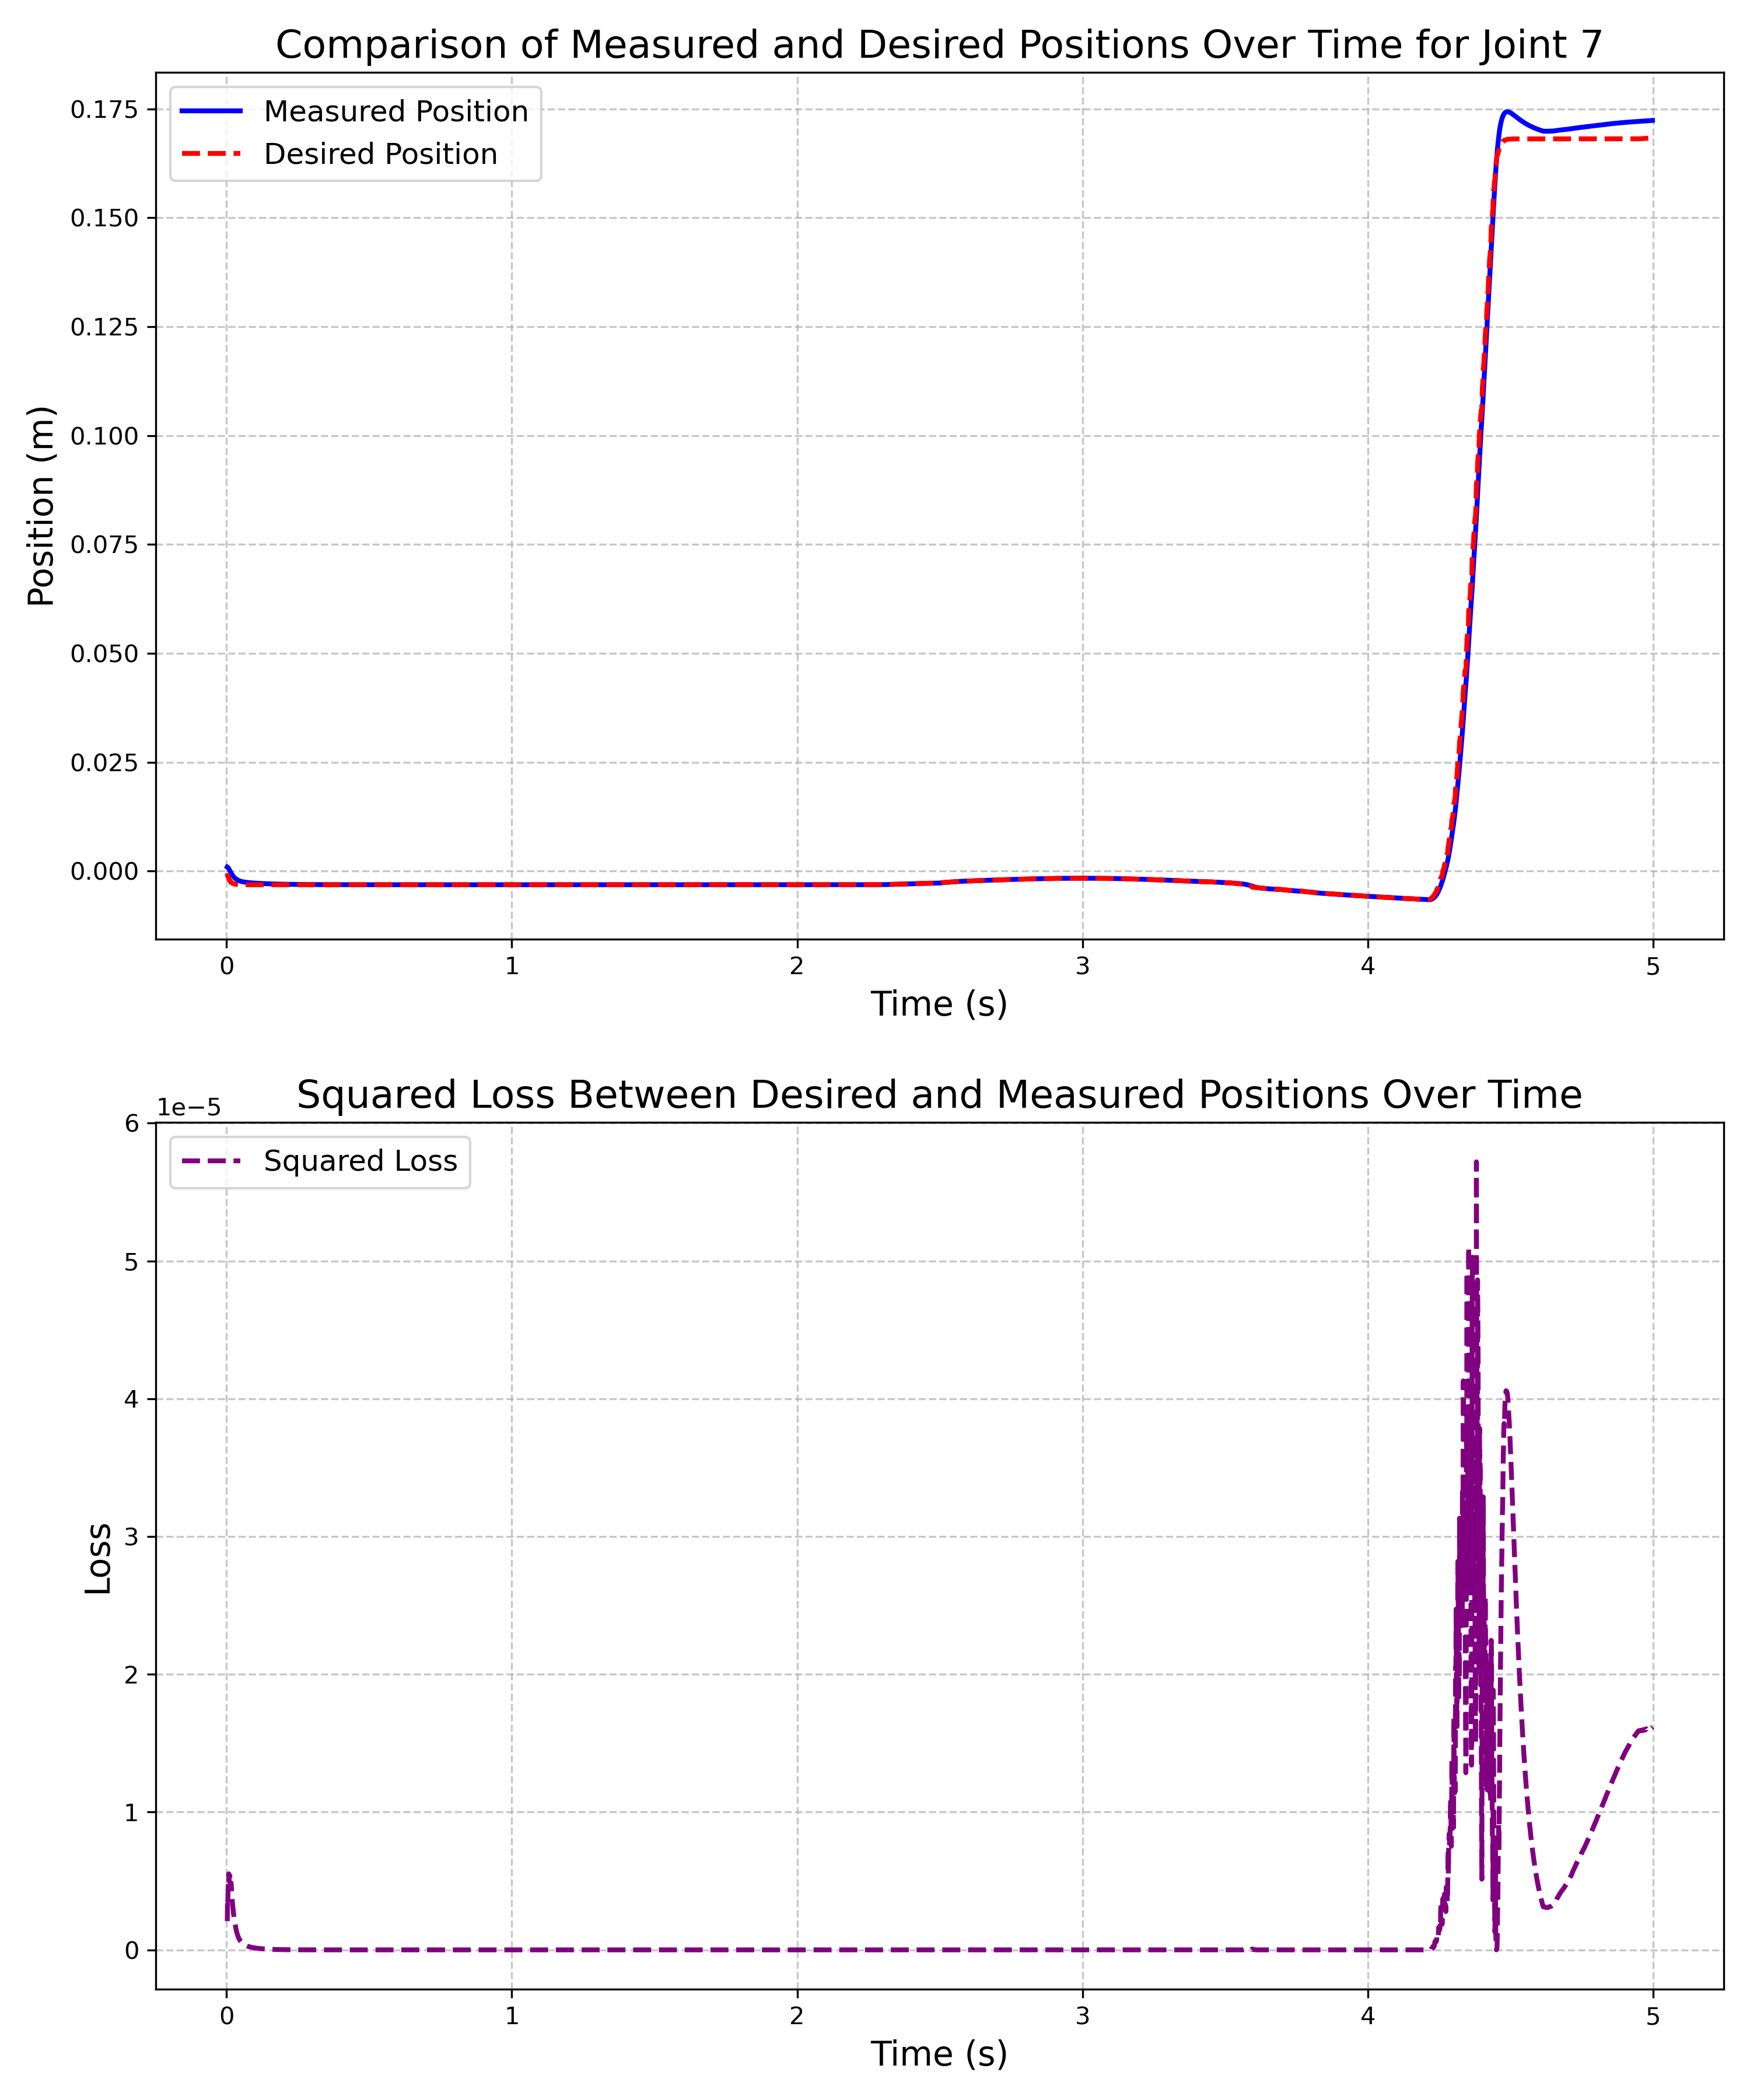 Comparison of Measured and Desired Positions Over Time for Joint 7
Measured Position
Desired Position
0.175
0.150
0.125
0.100
0.075
0.050
0.025
0.000
Position (m)
0 1 2 3 4 5
Time (s)
Squared Loss Between Desired and Measured Positions Over Time
1e−5
Squared Loss
6
5
4
3
2
1
0
Loss
0 1 2 3 4 5
Time (s)